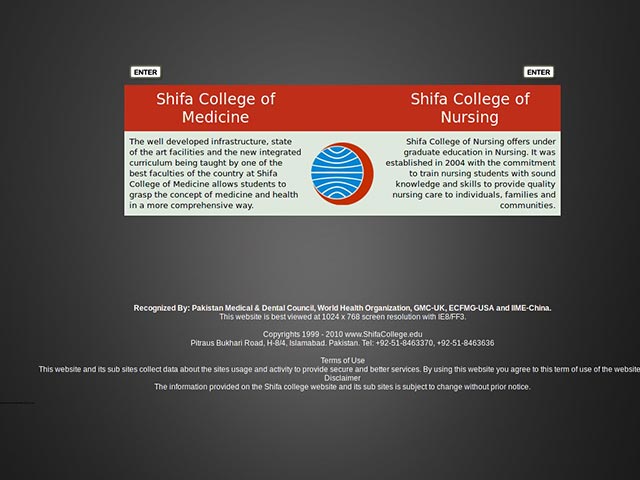 ENTER
ENTER
Shifa College of
Medicine
Shifa College of
Nursing
The well developed infrastructure, state
of the art facilities and the new integrated
curriculum being taught by one of the
best faculties of the country at Shifa
College of Medicine allows students to
grasp the concept of medicine and health
in a more comprehensive way.
Shifa College of Nursing offers under
graduate education in Nursing. It was
established in 2004 with the commitment
to train nursing students with sound
knowledge and skills to provide quality
nursing care to individuals, families and
communities.
Recognized By: Pakistan Medical & Dental Council, World Health Organization, GMC-UK, ECFMG-USA and IIME-China.
This website is best viewed at 1024 x 768 screen resolution with IE8/FF3.
Copyrights 1999 - 2010 www.ShifaCollege.edu
Pitraus Bukhari Road, H-8/4, Islamabad. Pakistan. Tel: +92-51-8463370, +92-51-8463636
Terms of Use
This website and its sub sites collect data about the sites usage and activity to provide secure and better services. By using this website you agree to this term of use of the website
Disclaimer
The information provided on the Shifa college website and its sub sites is subject to change without prior notice.